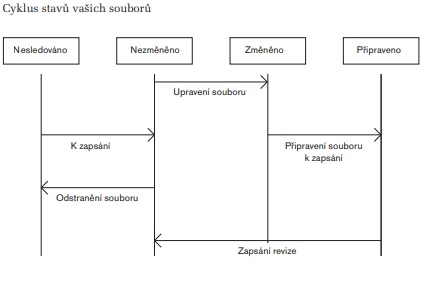 Cyklus stavů vašich souborů
Nesledováno
Nezměněno
Změněno
Připraveno
Upravení souboru
K zapsání
Připravení souboru
k zapsání
Odstranění souboru
Zapsání revize